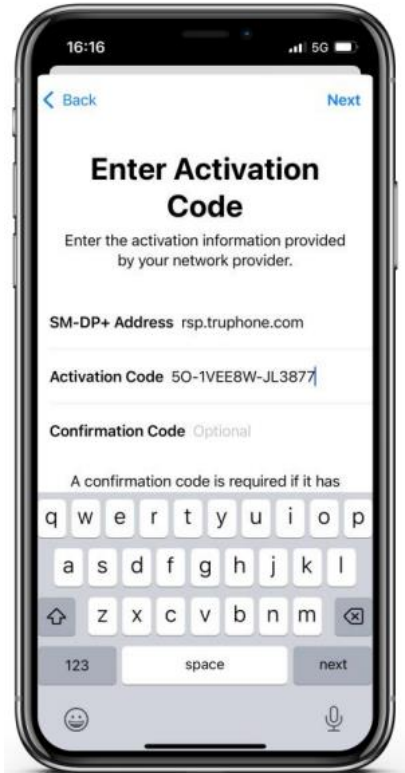 16:16
5G
Back
Next
Enter Activation
Code
Enter the activation information provided
by your network provider.
SM-DP+ Address rsp.truphone.com
Activation Code 5O-1VEE8W-JL3877
Confirmation Code Optional
A confirmation code is required if it has
q w e r t y u i o p
a s d f g h j k l
z x c v b n m
123 space next